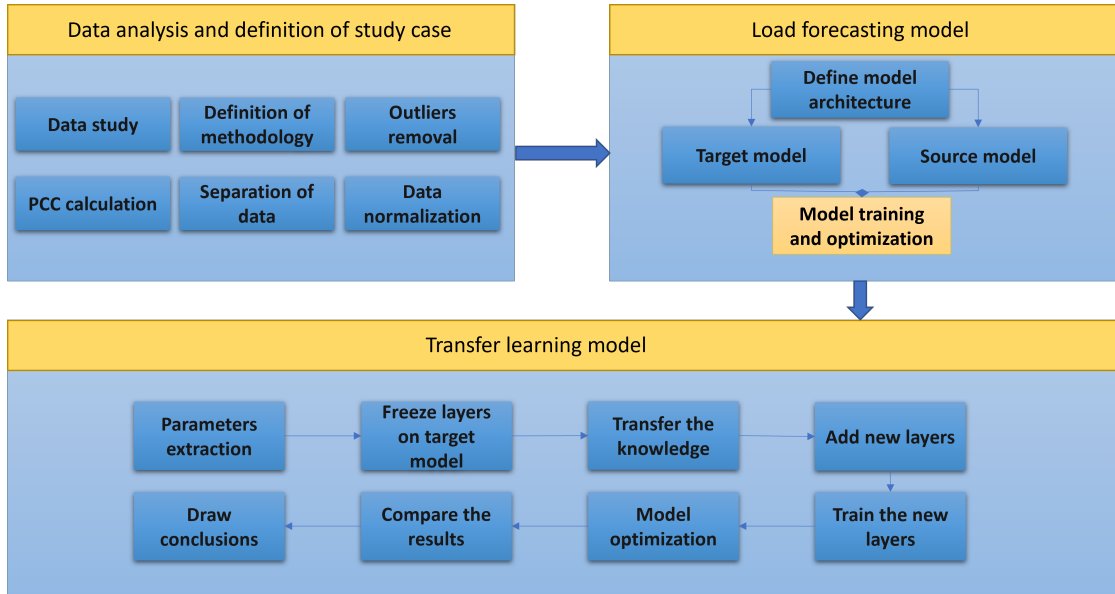 Data analysis and definition of study case
Data study
Definition of
methodology
Outliers
removal
PCC calculation
Separation of
data
Data
normalization
Load forecasting model
Define model
architecture
Target model
Source model
Model training
and optimization
Transfer learning model
Parameters
extraction
Freeze layers
on target
model
Transfer the
knowledge
Add new layers
Train the new
layers
Model
optimization
Compare the
results
Draw
conclusions